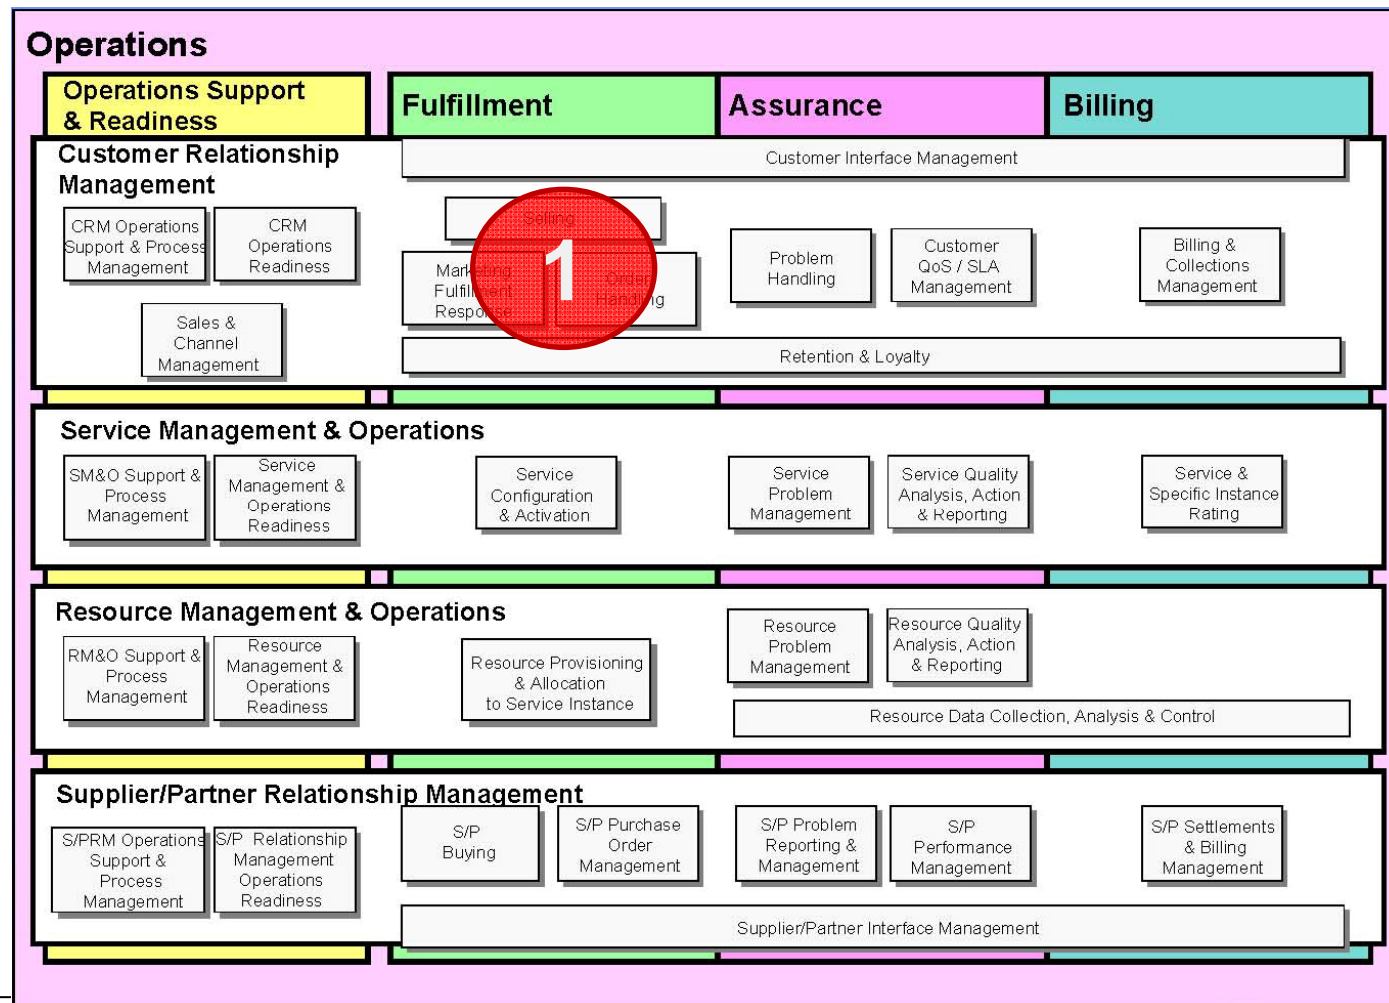 Operations
Operations Support
& Readiness
Fulfillment
Assurance
Billing
Customer Relationship
Management
Customer Interface Management
CRM Operations
Support & Process
Management
CRM
Operations
Readiness
Sales &
Channel
Management
Selling
Marketing
Fulfillment
Response
Order
Handling
1
Problem
Handling
Customer
QoS / SLA
Management
Billing &
Collections
Management
Retention & Loyalty
Service Management & Operations
SM&O Support &
Process
Management
Service
Management &
Operations
Readiness
Service
Configuration
& Activation
Service
Problem
Management
Service Quality
Analysis, Action
& Reporting
Service &
Specific Instance
Rating
Resource Management & Operations
RM&O Support &
Process
Management
Resource
Management &
Operations
Readiness
Resource Provisioning
& Allocation
to Service Instance
Resource
Problem
Management
Resource Quality
Analysis, Action
& Reporting
Resource Data Collection, Analysis & Control
Supplier/Partner Relationship Management
S/PRM Operations
Support &
Process
Management
S/P Relationship
Management
Operations
Readiness
S/P
Buying
S/P Purchase
Order
Management
S/P Problem
Reporting &
Management
S/P
Performance
Management
S/P Settlements
& Billing
Management
Supplier/Partner Interface Management